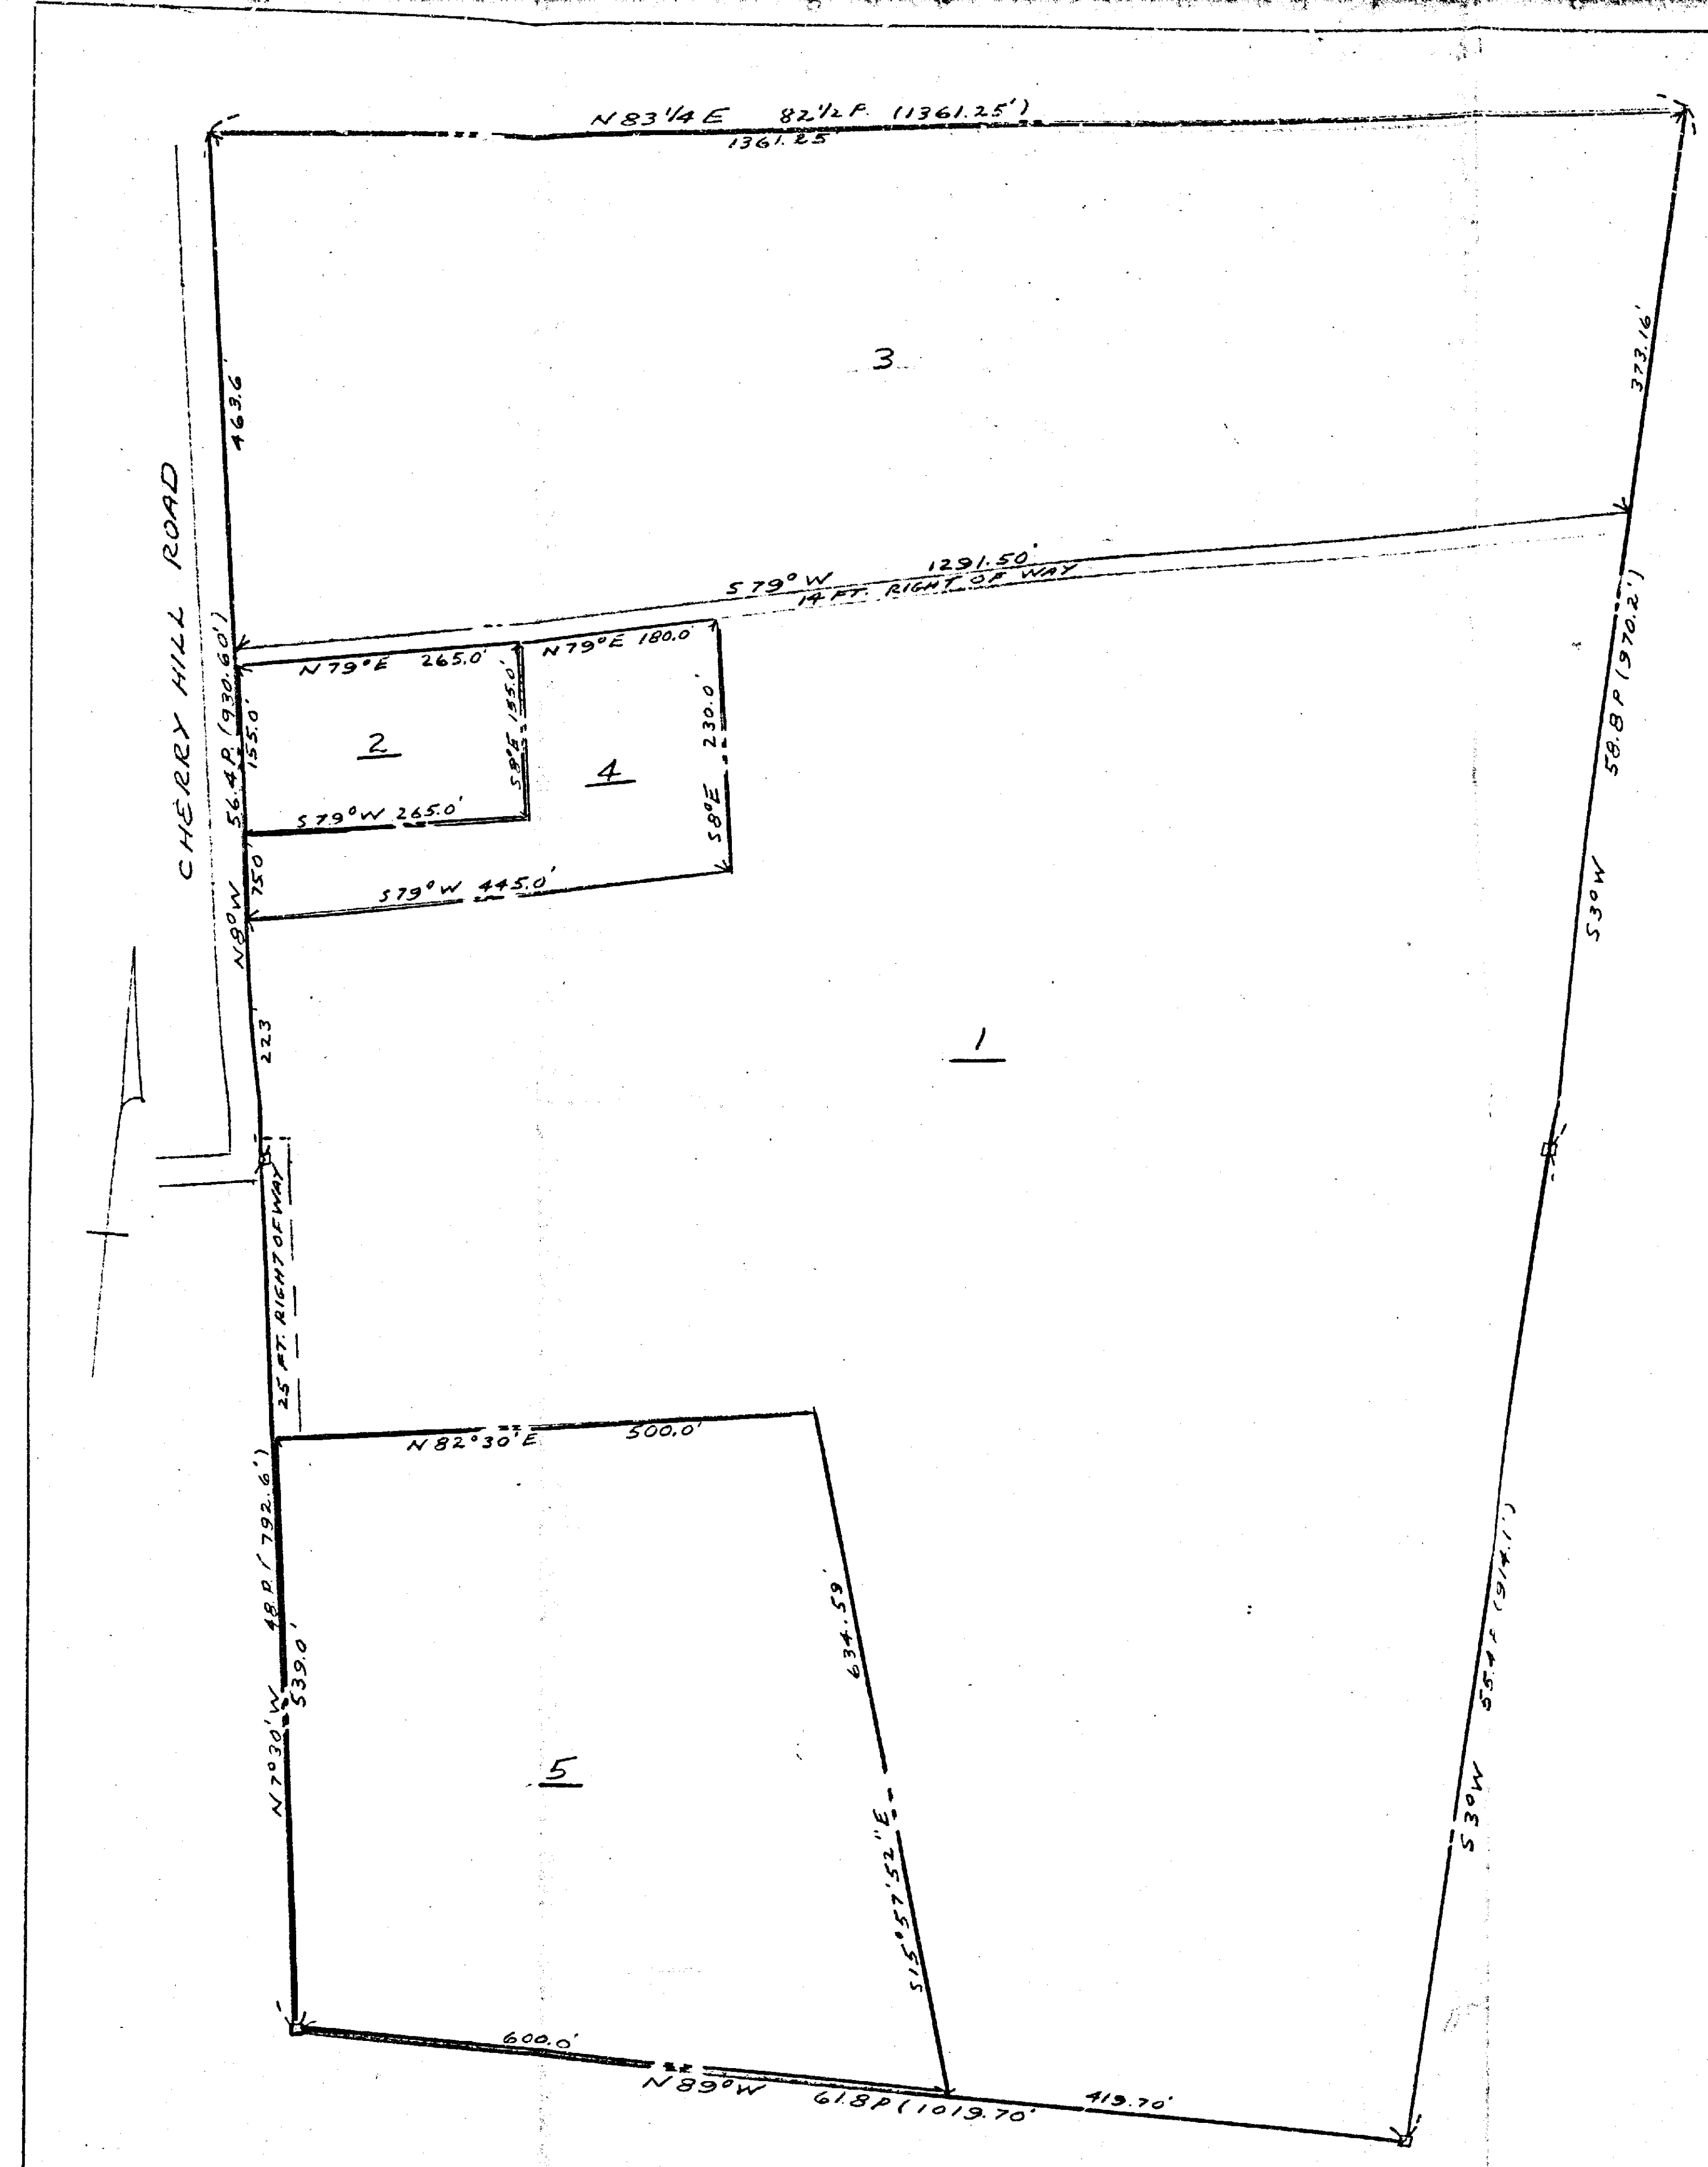 N 83 1/4 E 82 1/2 P. (1361.25')
1361.25
463.6'
373.16'
3
CHERRY HILL ROAD
S 79° W 1291.50'
14 FT. RIGHT OF WAY
N 79° E 265.0'
N 79° E 180.0'
N 8° W 56.4 P. (930.60')
155.0'
2
S 8° E 155.0'
4
S 8° E 230.0'
S 79° W 265.0'
75.0'
S 79° W 445.0'
S 3° W 58.8 P (970.2')
223'
1
25 FT. RIGHT OF WAY
N 82° 30' E 500.0'
N 7° 30' W 48 P. (792.6')
539.0'
634.59'
S 15° 57' 52" E
5
S 3° W 55.4 P (914.1')
600.0'
N 89° W 61.8 P (1019.70'
419.70'